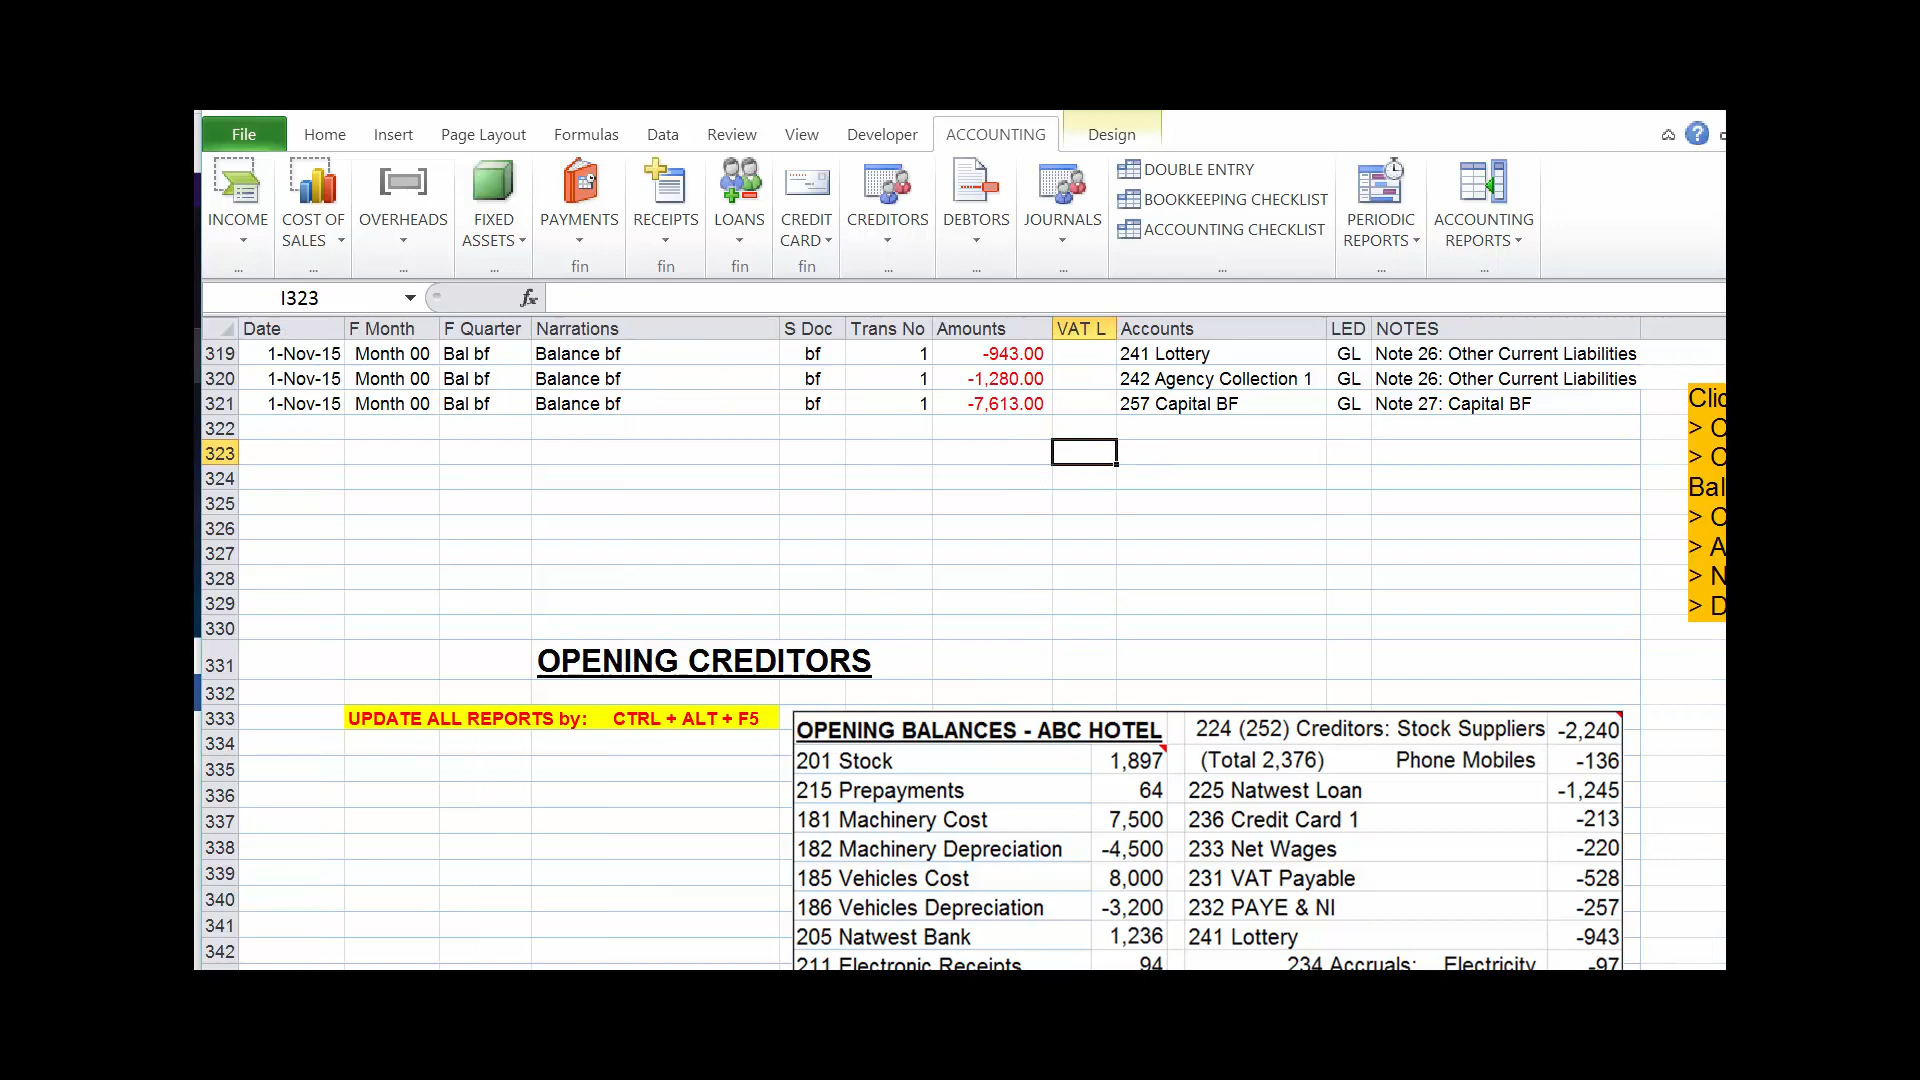 File Home Insert Page Layout Formulas Data Review View Developer ACCOUNTING Design
INCOME COST OF SALES OVERHEADS FIXED ASSETS PAYMENTS RECEIPTS LOANS CREDIT CARD CREDITORS DEBTORS JOURNALS
DOUBLE ENTRY
BOOKKEEPING CHECKLIST
ACCOUNTING CHECKLIST
PERIODIC REPORTS ACCOUNTING REPORTS
... ... ... ... fin fin fin fin ... ... ... ... ... ...
I323 fx
Date F Month F Quarter Narrations S Doc Trans No Amounts VAT L Accounts LED NOTES
319 1-Nov-15 Month 00 Bal bf Balance bf bf 1 -943.00 241 Lottery GL Note 26: Other Current Liabilities
320 1-Nov-15 Month 00 Bal bf Balance bf bf 1 -1,280.00 242 Agency Collection 1 GL Note 26: Other Current Liabilities
321 1-Nov-15 Month 00 Bal bf Balance bf bf 1 -7,613.00 257 Capital BF GL Note 27: Capital BF
322
323
324
325
326
327
328
329
330
331 OPENING CREDITORS
332
333 UPDATE ALL REPORTS by: CTRL + ALT + F5
334
335
336
337
338
339
340
341
342
OPENING BALANCES - ABC HOTEL 224 (252) Creditors: Stock Suppliers -2,240
201 Stock 1,897 (Total 2,376) Phone Mobiles -136
215 Prepayments 64 225 Natwest Loan -1,245
181 Machinery Cost 7,500 236 Credit Card 1 -213
182 Machinery Depreciation -4,500 233 Net Wages -220
185 Vehicles Cost 8,000 231 VAT Payable -528
186 Vehicles Depreciation -3,200 232 PAYE & NI -257
205 Natwest Bank 1,236 241 Lottery -943
211 Electronic Receipts 94 234 Accruals: Electricity -97
> 
> 
Bal
> 
> A
> N
> D